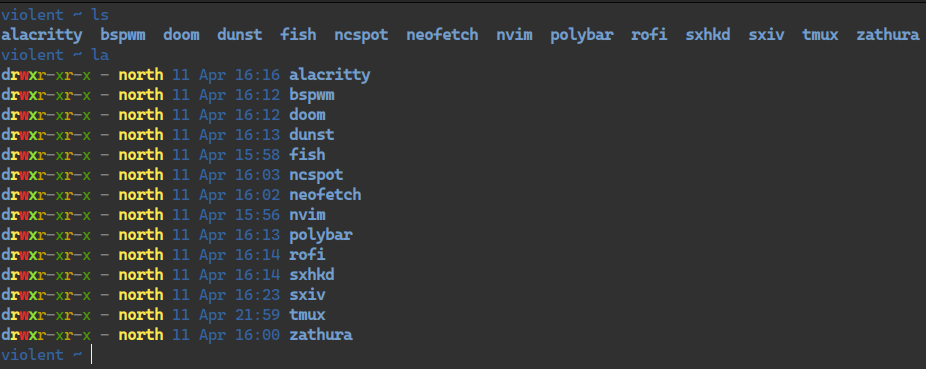 violent ~ ls
alacritty bspwm doom dunst fish ncspot neofetch nvim polybar rofi sxhkd sxiv tmux zathura
violent ~ la
drwxr-xr-x - north 11 Apr 16:16 alacritty
drwxr-xr-x - north 11 Apr 16:12 bspwm
drwxr-xr-x - north 11 Apr 16:12 doom
drwxr-xr-x - north 11 Apr 16:13 dunst
drwxr-xr-x - north 11 Apr 15:58 fish
drwxr-xr-x - north 11 Apr 16:03 ncspot
drwxr-xr-x - north 11 Apr 16:02 neofetch
drwxr-xr-x - north 11 Apr 15:56 nvim
drwxr-xr-x - north 11 Apr 16:13 polybar
drwxr-xr-x - north 11 Apr 16:14 rofi
drwxr-xr-x - north 11 Apr 16:14 sxhkd
drwxr-xr-x - north 11 Apr 16:23 sxiv
drwxr-xr-x - north 11 Apr 21:59 tmux
drwxr-xr-x - north 11 Apr 16:00 zathura
violent ~